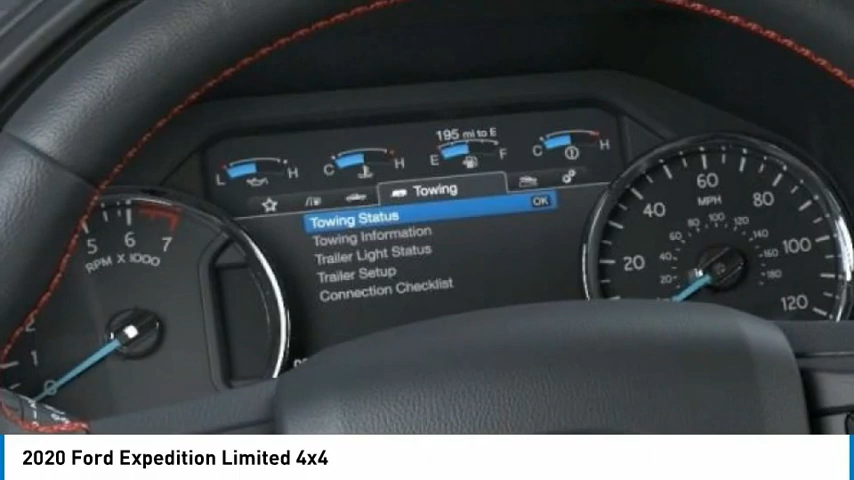 195 mi to E
L H
C H
E F
C H
Towing
Towing Status OK
Towing Information
Trailer Light Status
Trailer Setup
Connection Checklist
5 6 7
RPM X 1000
2
1
20 40 60 80 100 120
MPH
20 40 60 80 100 120 140 160 180
2020 Ford Expedition Limited 4x4